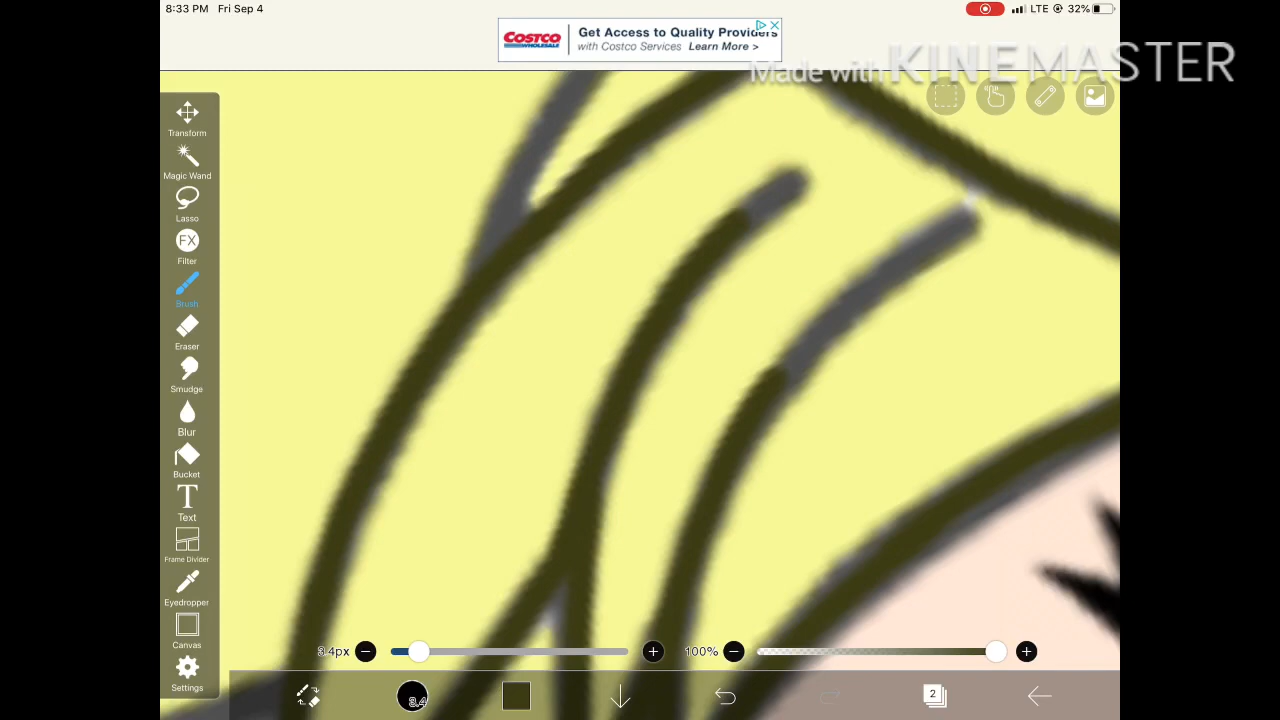 8:33 PM Fri Sep 4
LTE 32%
COSTCO
WHOLESALE
Get Access to Quality Providers
with Costco Services Learn More >
Made with KINEMASTER
Transform
Magic Wand
Lasso
FX
Filter
Brush
Eraser
Smudge
Blur
Bucket
T
Text
Frame Divider
Eyedropper
Canvas
Settings
3.4px
100%
3.4
2